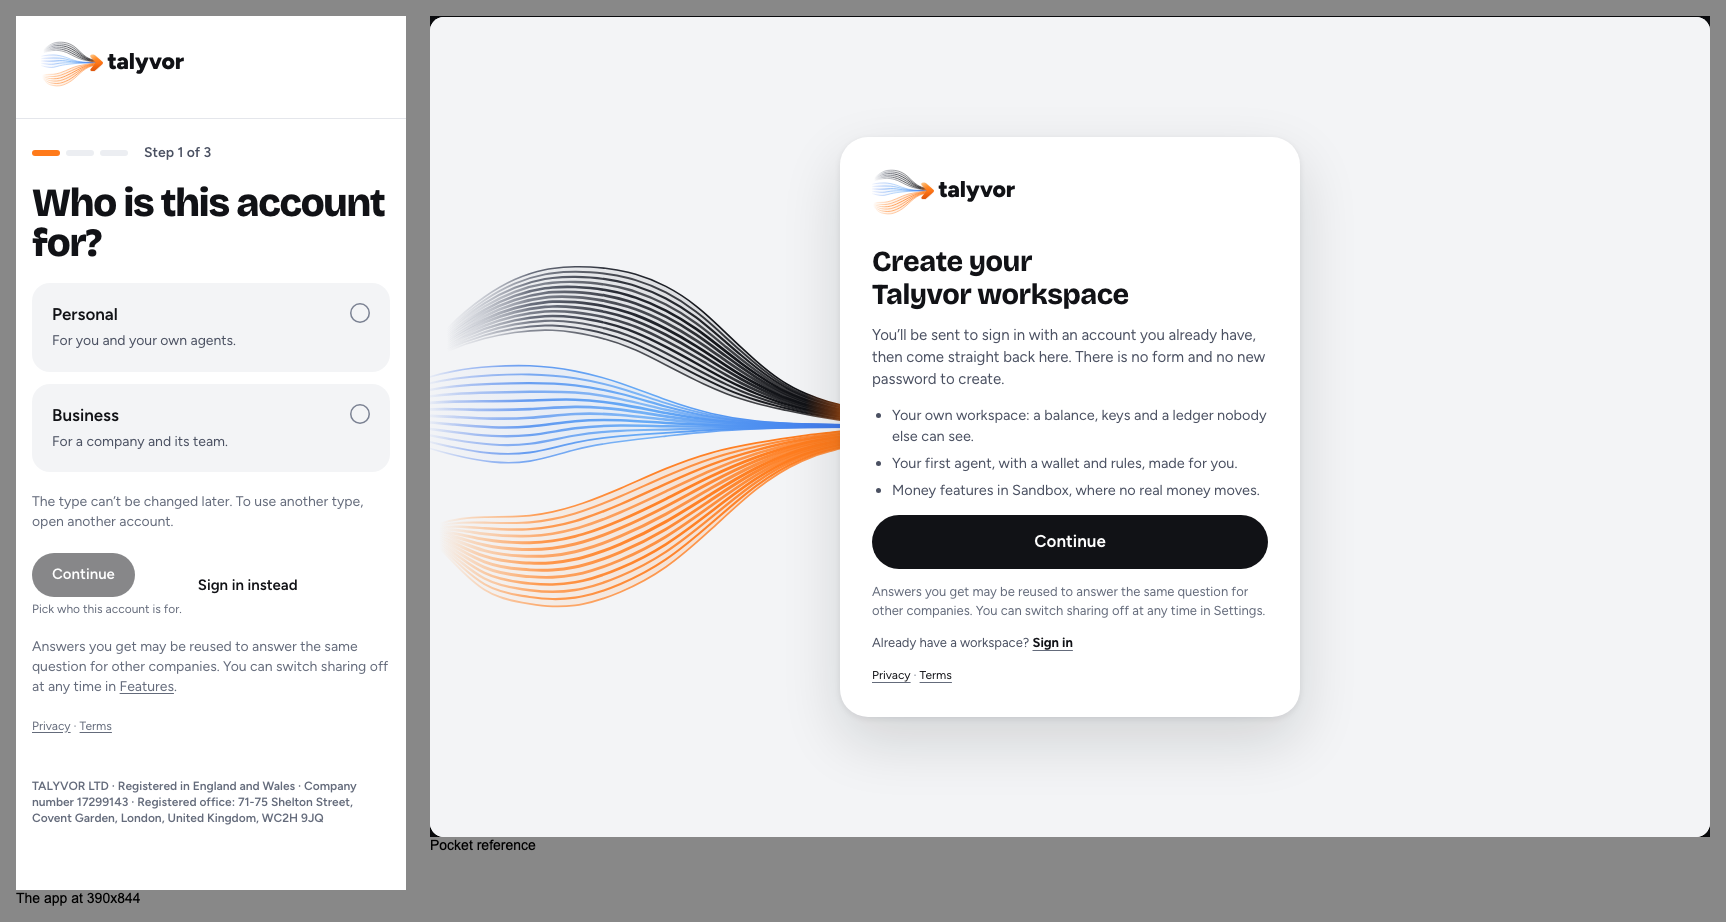 talyvor
Step 1 of 3
Who is this account
for?
Personal
For you and your own agents.
Business
For a company and its team.
The type can’t be changed later. To use another type,
open another account.
Continue
Sign in instead
Pick who this account is for.
Answers you get may be reused to answer the same
question for other companies. You can switch sharing off
at any time in Features.
Privacy · Terms
TALYVOR LTD · Registered in England and Wales · Company
number 17299143 · Registered office: 71-75 Shelton Street,
Covent Garden, London, United Kingdom, WC2H 9JQ
The app at 390x844
talyvor
Create your
Talyvor workspace
You’ll be sent to sign in with an account you already have,
then come straight back here. There is no form and no new
password to create.
• Your own workspace: a balance, keys and a ledger nobody
else can see.
• Your first agent, with a wallet and rules, made for you.
• Money features in Sandbox, where no real money moves.
Continue
Answers you get may be reused to answer the same question for
other companies. You can switch sharing off at any time in Settings.
Already have a workspace? Sign in
Privacy · Terms
Pocket reference